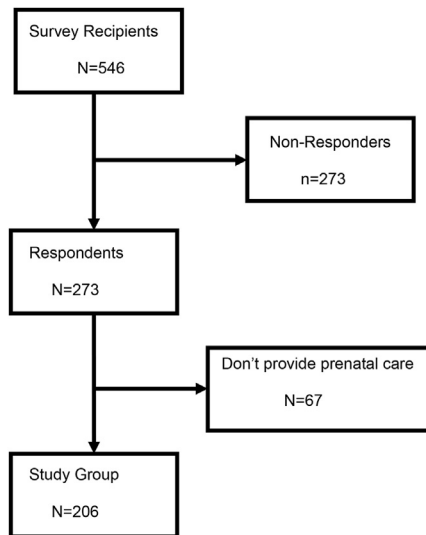 Survey Recipients
N=546
Non-Responders
n=273
Respondents
N=273
Don't provide prenatal care
N=67
Study Group
N=206